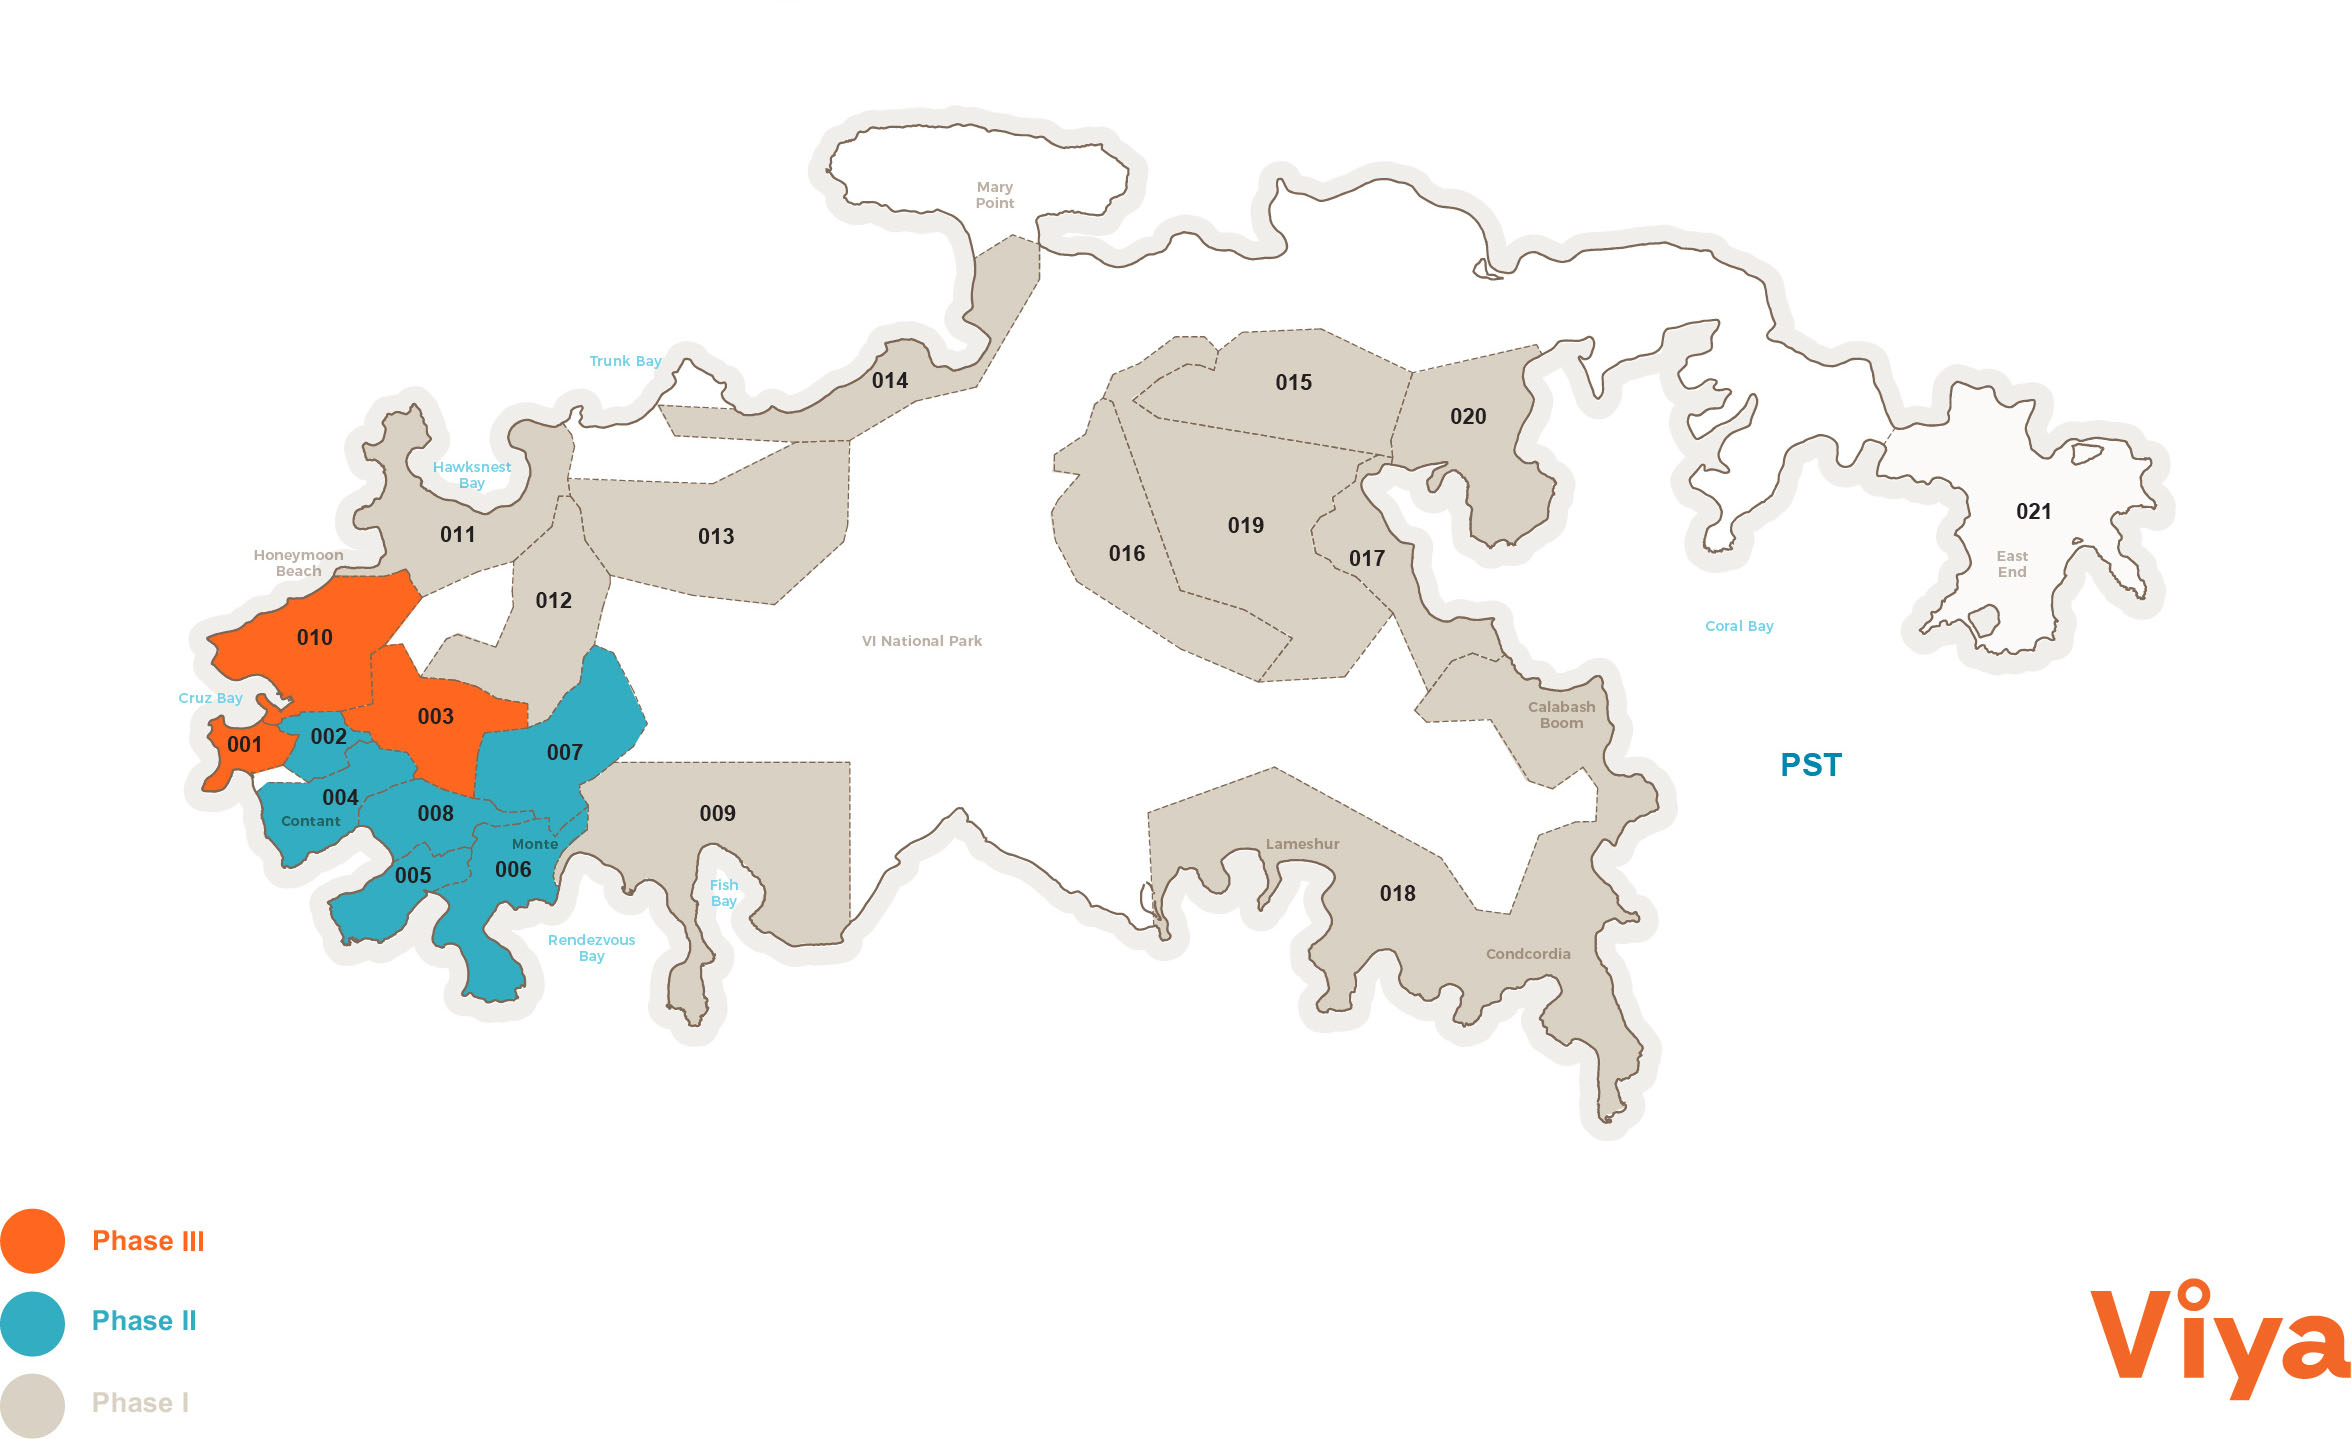 Mary
Point
Trunk Bay
014
015
020
Hawksnest
Bay
011
013
021
Honeymoon
Beach
016
019
017
East
End
012
010
VI National Park
Coral Bay
Cruz Bay
003
001
002
007
Calabash
Boom
PST
004
Contant
008
009
Monte
006
005
Lameshur
018
Fish
Bay
Rendezvous
Bay
Condcordia
Phase III
Phase II
Phase I
Viya